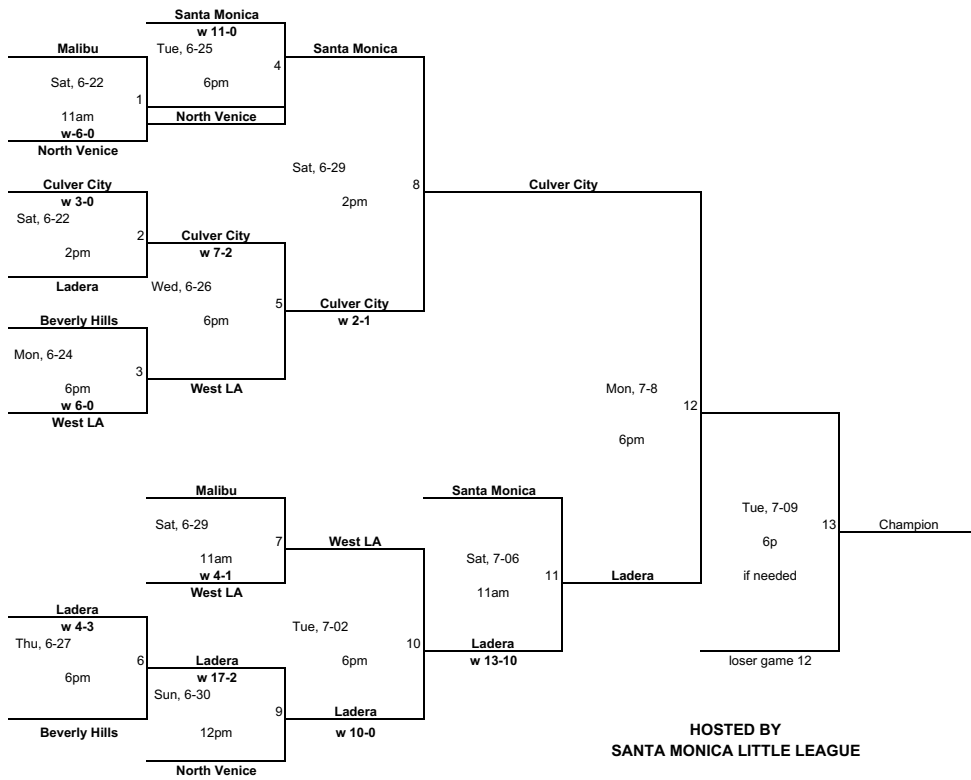 Santa Monica
w 11-0
Tue, 6-25
4
6pm
Malibu
Sat, 6-22
1
11am
w-6-0
North Venice
North Venice
Santa Monica
Sat, 6-29
8
2pm
Culver City
w 3-0
Sat, 6-22
2
2pm
Ladera
Culver City
w 7-2
Wed, 6-26
5
6pm
Beverly Hills
Mon, 6-24
3
6pm
w 6-0
West LA
West LA
Culver City
w 2-1
Culver City
Mon, 7-8
12
6pm
Malibu
Sat, 6-29
7
11am
w 4-1
West LA
West LA
Santa Monica
Sat, 7-06
11
11am
Ladera
Tue, 7-09
13
6p
if needed
Champion
Ladera
w 4-3
Thu, 6-27
6
6pm
Beverly Hills
Ladera
w 17-2
Sun, 6-30
9
12pm
North Venice
Tue, 7-02
10
6pm
Ladera
w 10-0
Ladera
w 13-10
loser game 12
HOSTED BY
SANTA MONICA LITTLE LEAGUE